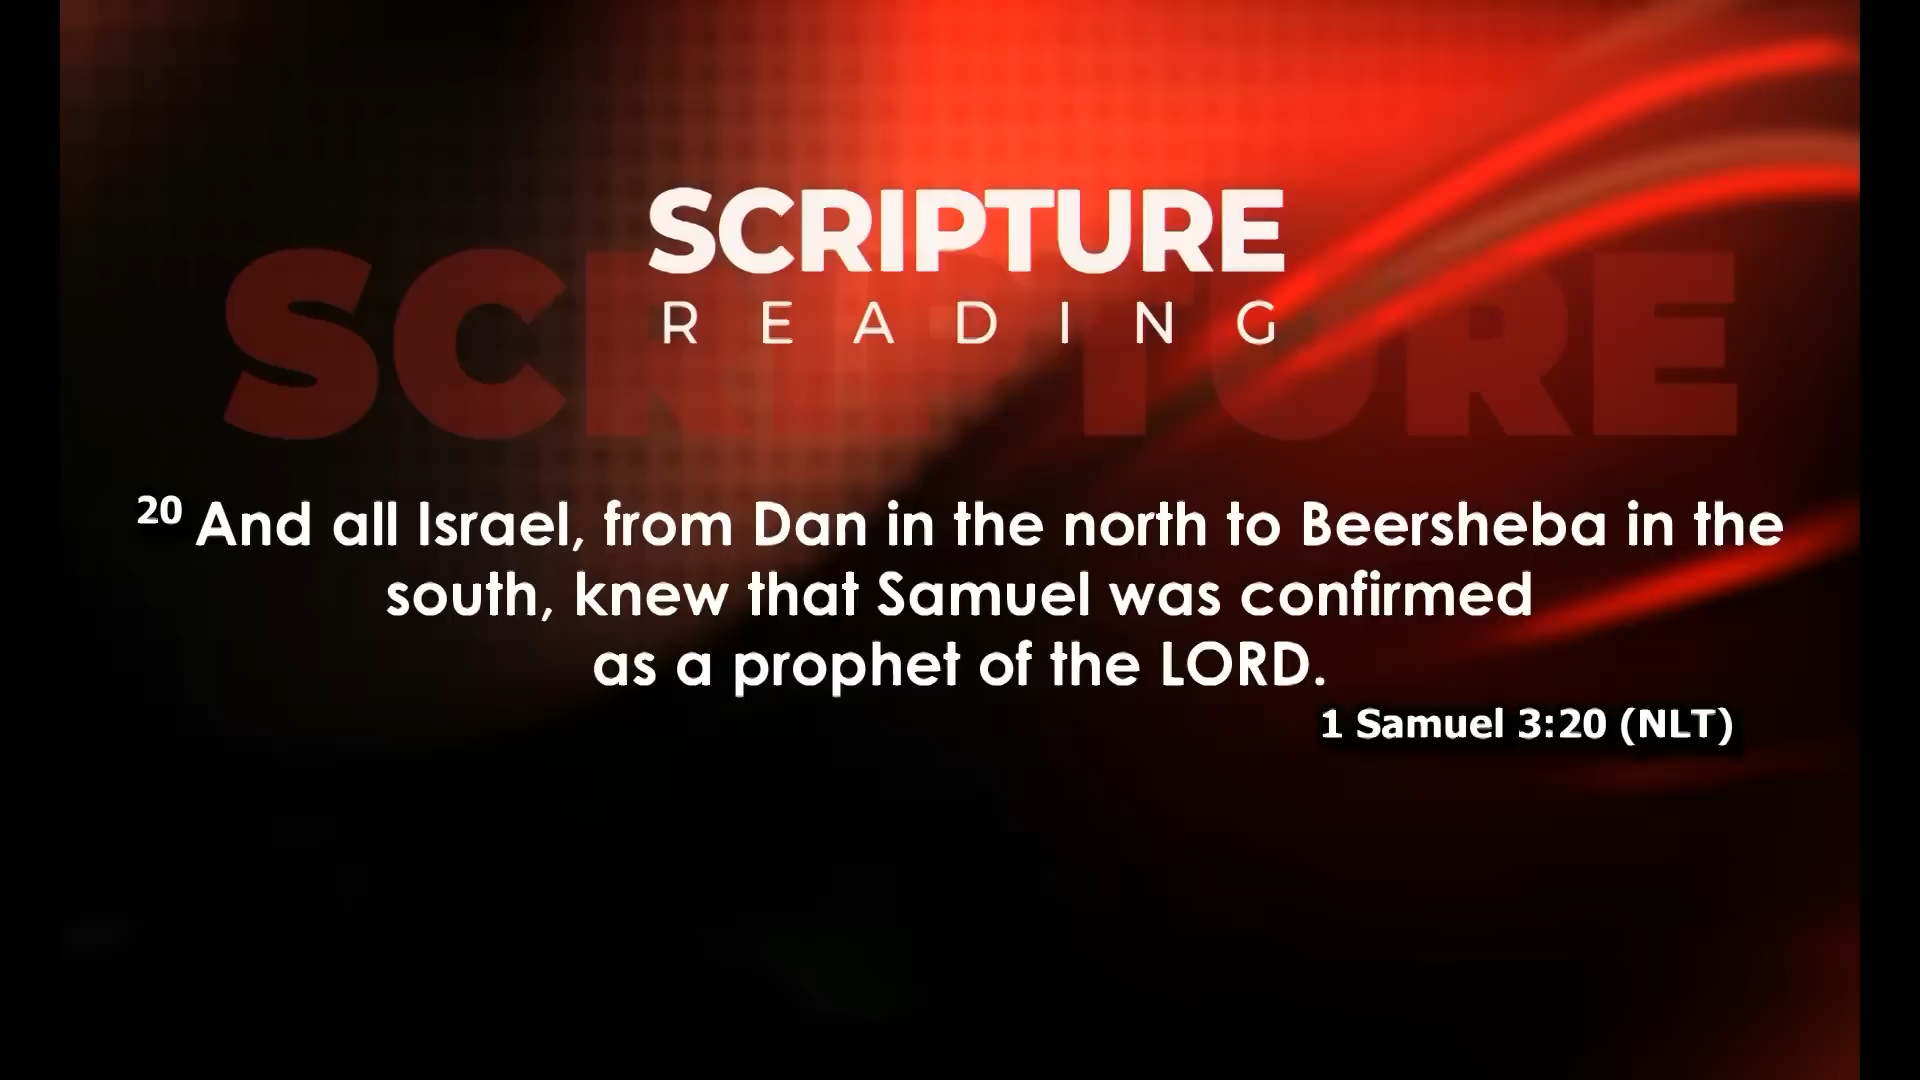 SCRIPTURE
SCRIPTURE
READING
20 And all Israel, from Dan in the north to Beersheba in the
south, knew that Samuel was confirmed
as a prophet of the LORD.
1 Samuel 3:20 (NLT)